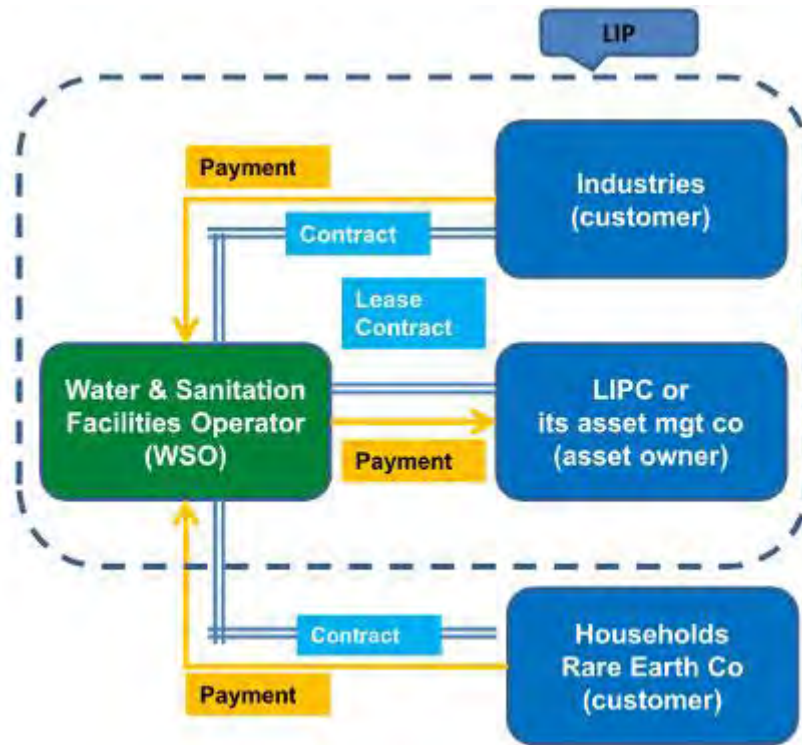 LIP
Payment
Industries
(customer)
Contract
Lease
Contract
Water & Sanitation
Facilities Operator
(WSO)
LIPC or
its asset mgt co
(asset owner)
Payment
Contract
Households
Rare Earth Co
(customer)
Payment